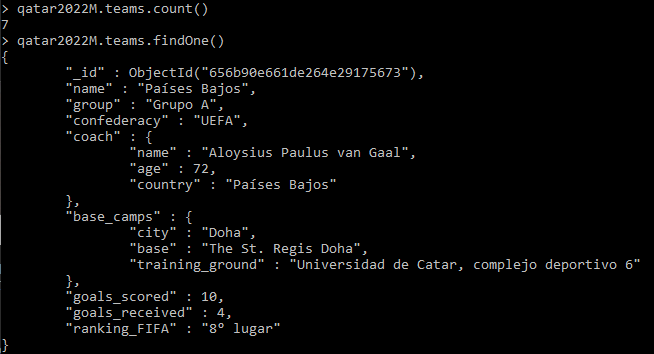 > qatar2022M.teams.count()
7
> qatar2022M.teams.findOne()
{
        "_id" : ObjectId("656b90e661de264e29175673"),
        "name" : "Países Bajos",
        "group" : "Grupo A",
        "confederacy" : "UEFA",
        "coach" : {
                "name" : "Aloysius Paulus van Gaal",
                "age" : 72,
                "country" : "Países Bajos"
        },
        "base_camps" : {
                "city" : "Doha",
                "base" : "The St. Regis Doha",
                "training_ground" : "Universidad de Catar, complejo deportivo 6"
        },
        "goals_scored" : 10,
        "goals_received" : 4,
        "ranking_FIFA" : "8º lugar"
}